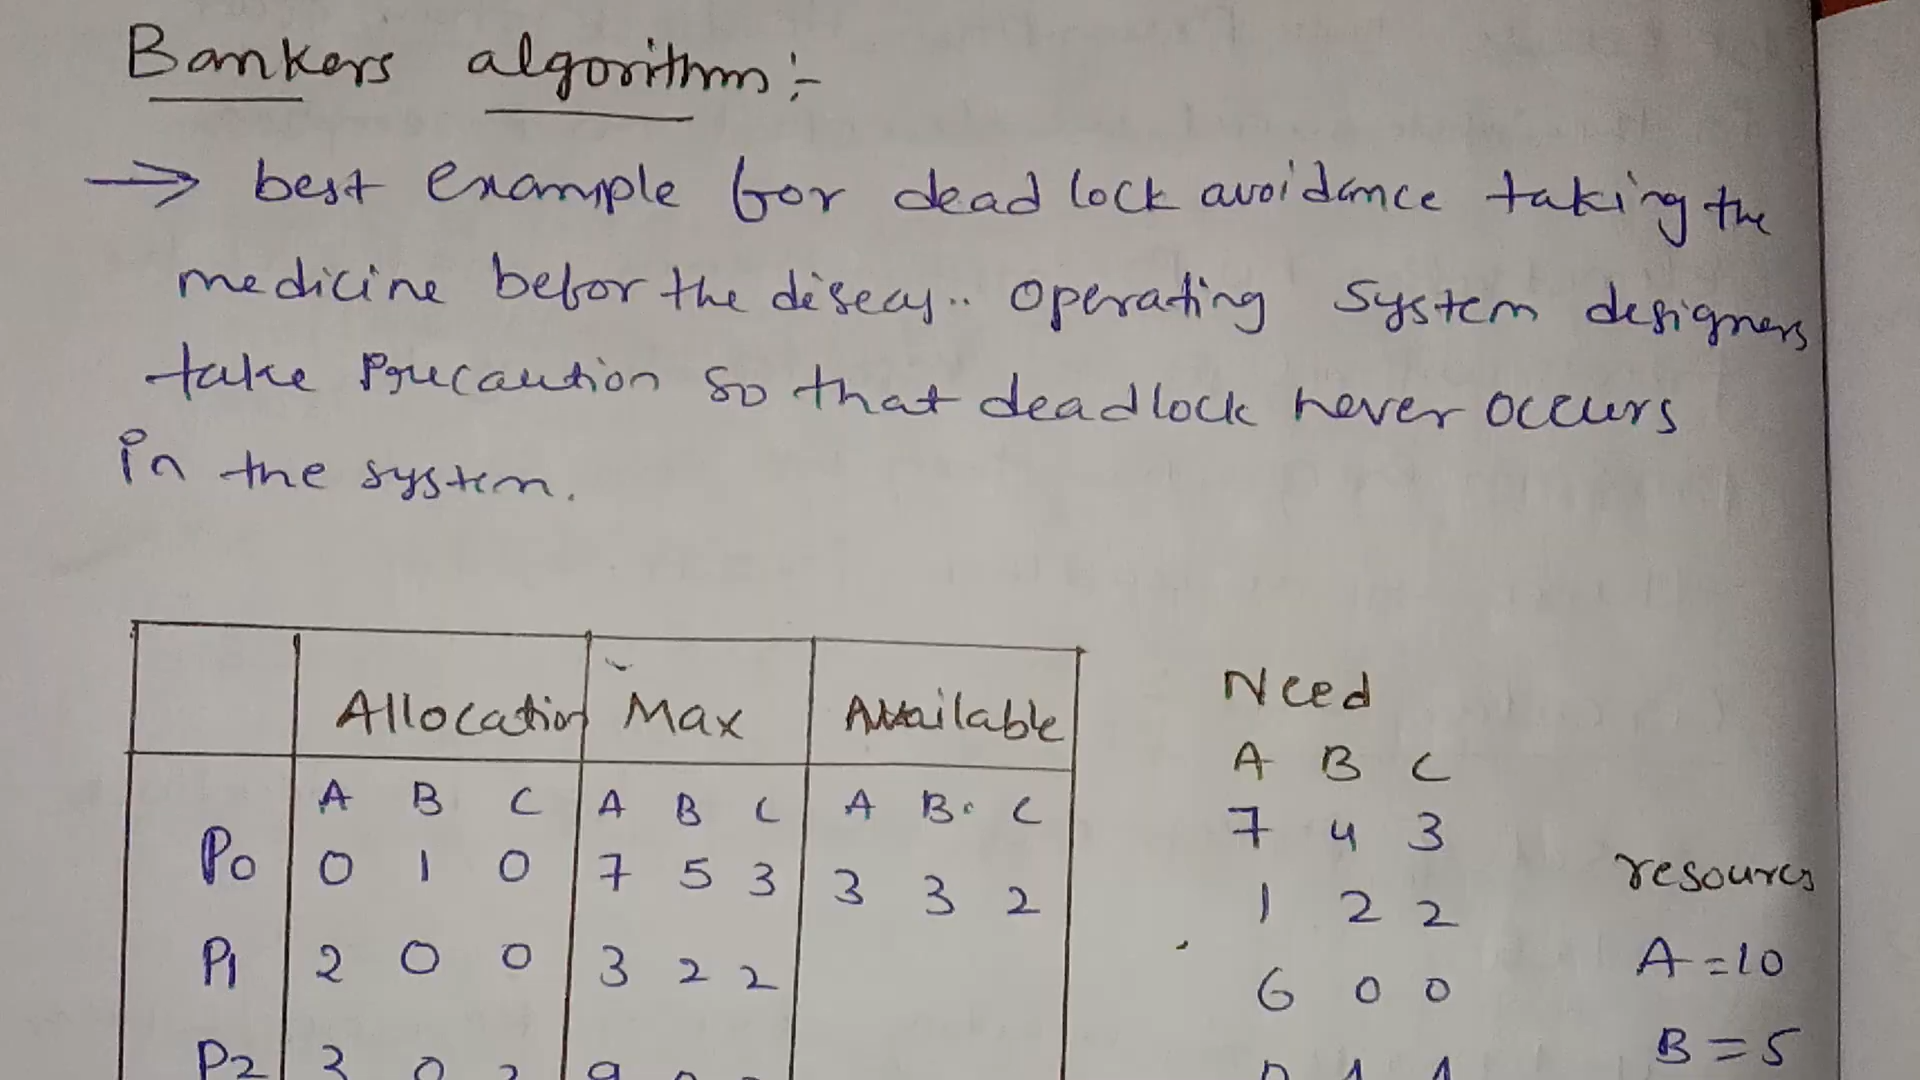 Bankers algorithm :-
→ best example for dead lock avoidance taking the
medicine befor the diseas.. operating system designers
take precaution so that deadlock never occurs
in the system.
Allocation Max Available Need
A B C A B C A B. C A B C
P0 0 1 0 7 5 3 3 3 2 7 4 3
resources
P1 2 0 0 3 2 2 1 2 2
A = 10
6 0 0
P2
B = 5